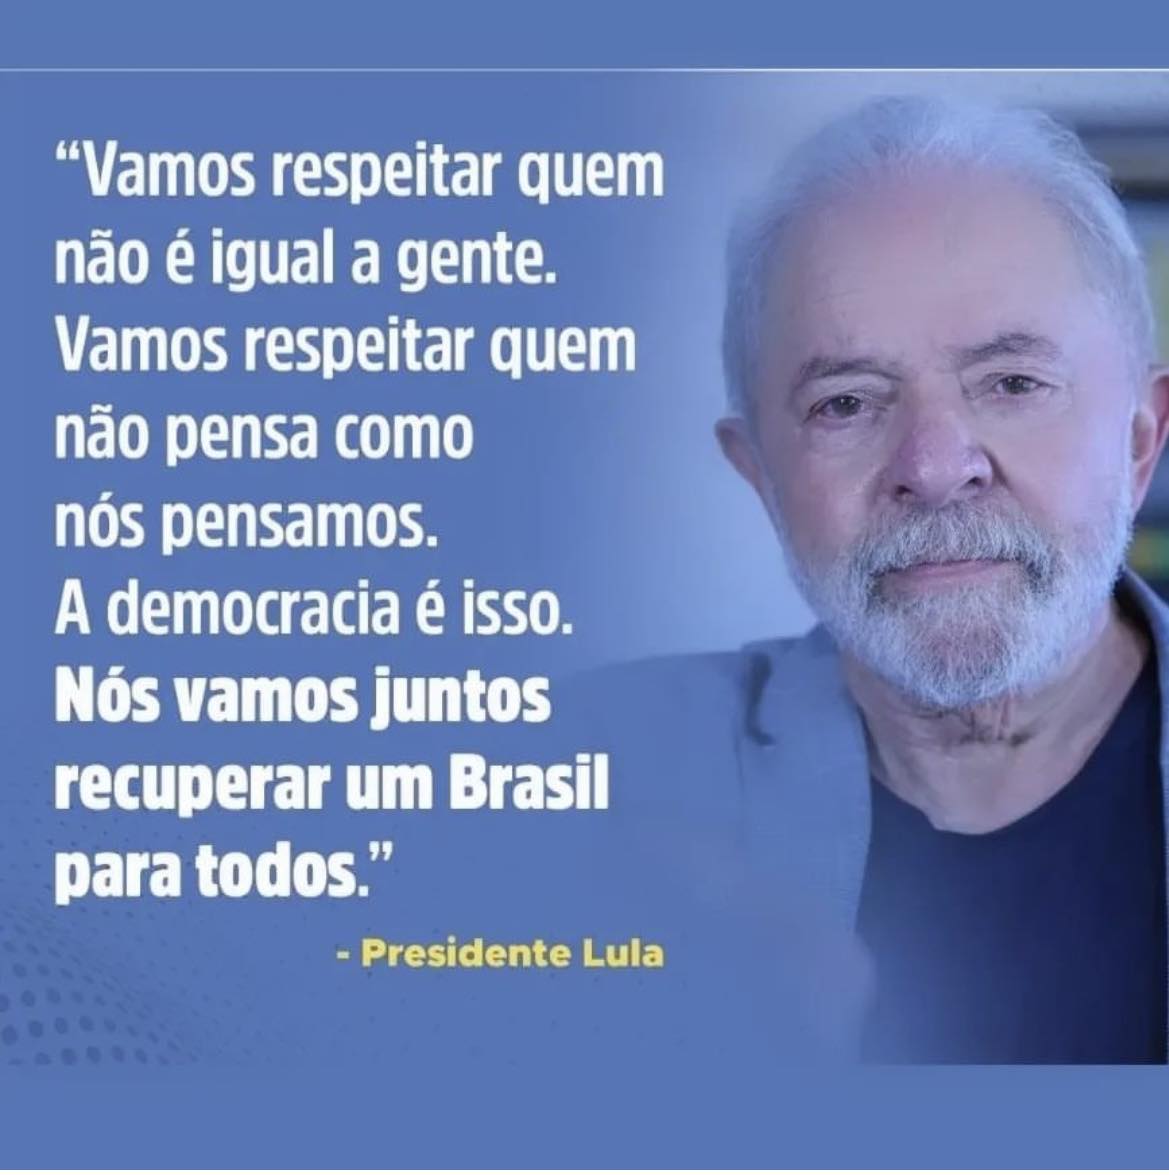 “Vamos respeitar quem
não é igual a gente.
Vamos respeitar quem
não pensa como
nós pensamos.
A democracia é isso.
Nós vamos juntos
recuperar um Brasil
para todos.”
- Presidente Lula